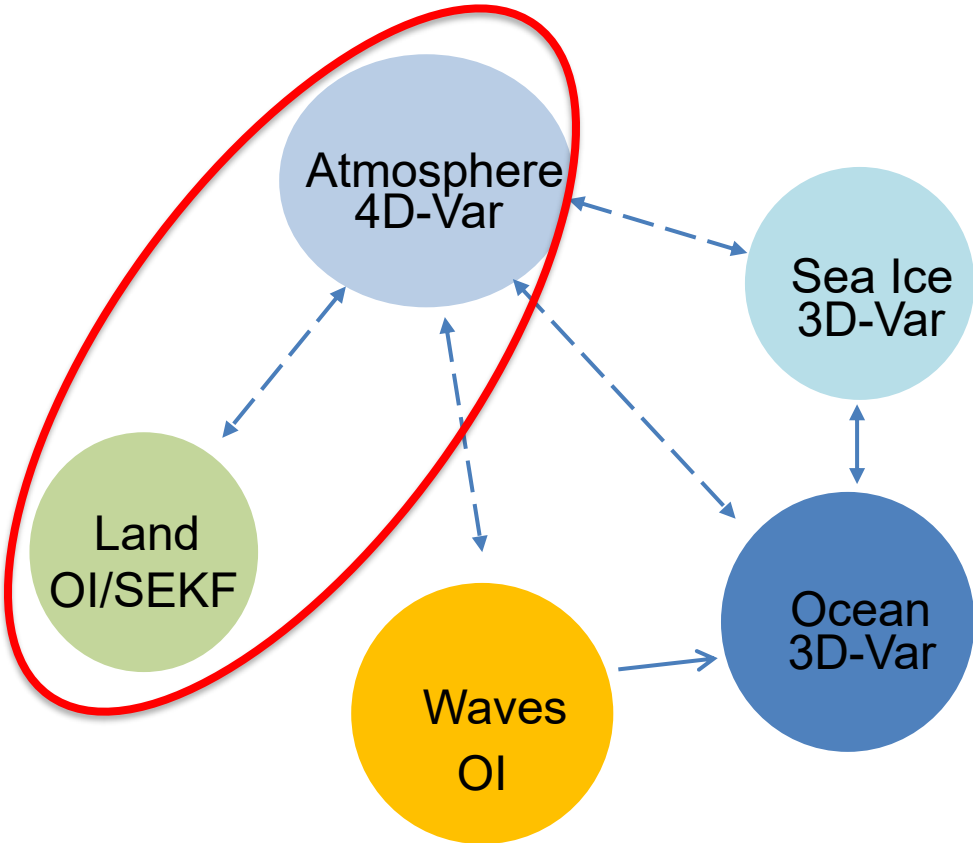 Atmosphere
4D-Var
Sea Ice
3D-Var
Land
OI/SEKF
Ocean
3D-Var
Waves
OI